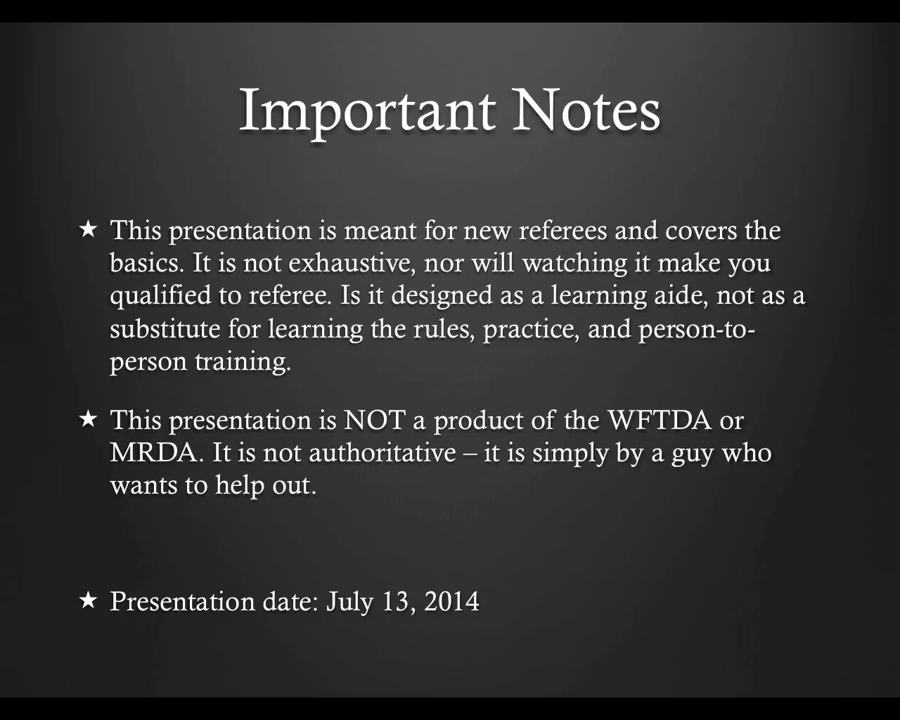 Important Notes
★ This presentation is meant for new referees and covers the
basics. It is not exhaustive, nor will watching it make you
qualified to referee. Is it designed as a learning aide, not as a
substitute for learning the rules, practice, and person-to-
person training.
★ This presentation is NOT a product of the WFTDA or
MRDA. It is not authoritative – it is simply by a guy who
wants to help out.
★ Presentation date: July 13, 2014